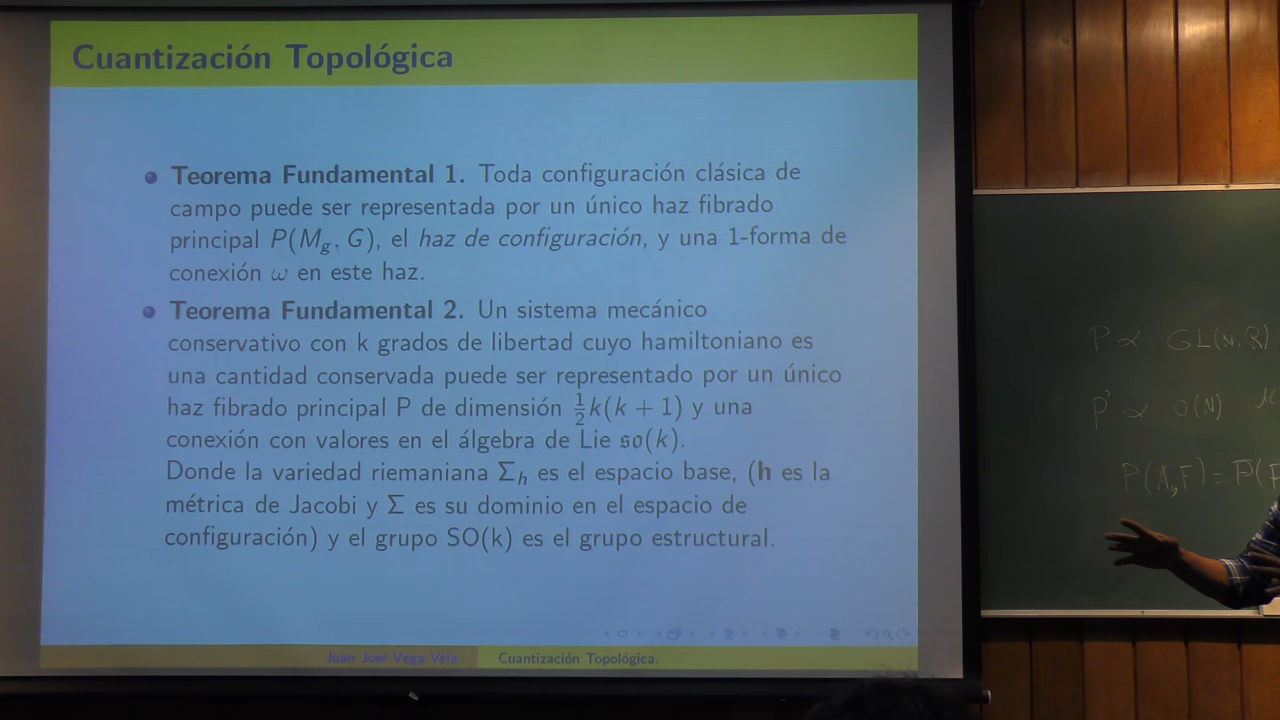 Cuantización Topológica
Teorema Fundamental 1. Toda configuración clásica de
campo puede ser representada por un único haz fibrado
principal P(M_g, G), el haz de configuración, y una 1-forma de
conexión ω en este haz.
Teorema Fundamental 2. Un sistema mecánico
conservativo con k grados de libertad cuyo hamiltoniano es
una cantidad conservada puede ser representado por un único
haz fibrado principal P de dimensión ½k(k + 1) y una
conexión con valores en el álgebra de Lie 𝔰𝔬(k).
Donde la variedad riemaniana Σ_h es el espacio base, (h es la
métrica de Jacobi y Σ es su dominio en el espacio de
configuración) y el grupo SO(k) es el grupo estructural.
Juan José Vega Vela
Cuantización Topológica.
P ∝ GL(N,
P' ∝ O(N)
P(A,F) =